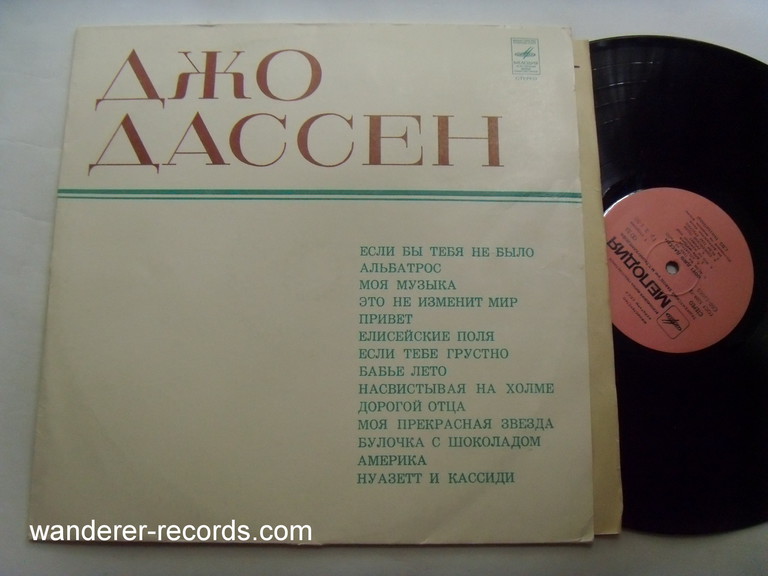 ДЖО
ДАССЕН
ЕСЛИ БЫ ТЕБЯ НЕ БЫЛО
АЛЬБАТРОС
МОЯ МУЗЫКА
ЭТО НЕ ИЗМЕНИТ МИР
ПРИВЕТ
ЕЛИСЕЙСКИЕ ПОЛЯ
ЕСЛИ ТЕБЕ ГРУСТНО
БАБЬЕ ЛЕТО
НАСВИСТЫВАЯ НА ХОЛМЕ
ДОРОГОЙ ОТЦА
МОЯ ПРЕКРАСНАЯ ЗВЕЗДА
БУЛОЧКА С ШОКОЛАДОМ
АМЕРИКА
НУАЗЕТТ И КАССИДИ
МЕЛОДИЯ
wanderer-records.com